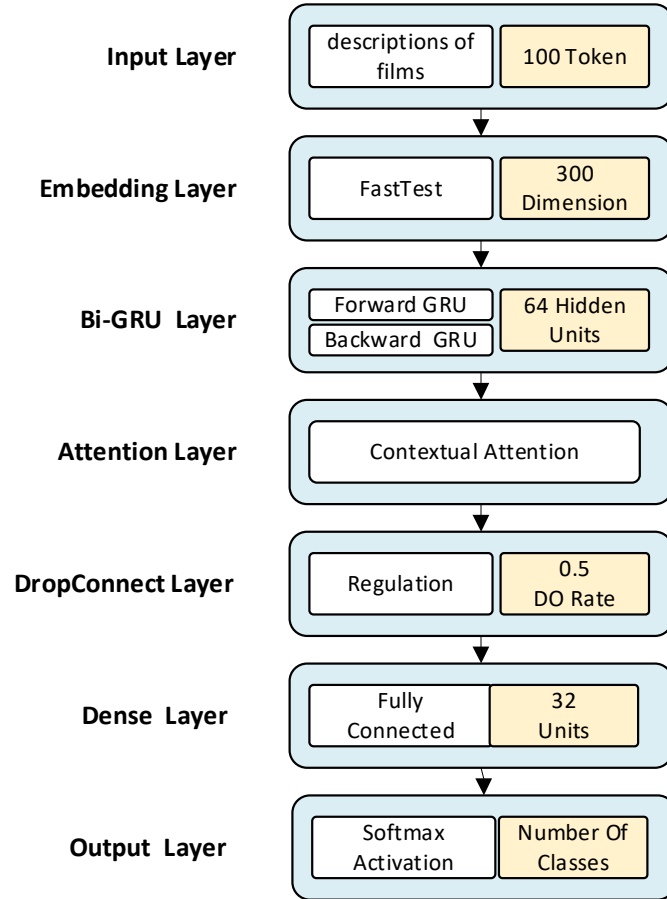 Input Layer
descriptions of
films
100 Token
Embedding Layer
FastTest
300
Dimension
Bi-GRU Layer
Forward GRU
Backward GRU
64 Hidden
Units
Attention Layer
Contextual Attention
DropConnect Layer
Regulation
0.5
DO Rate
Dense Layer
Fully
Connected
32
Units
Output Layer
Softmax
Activation
Number Of
Classes